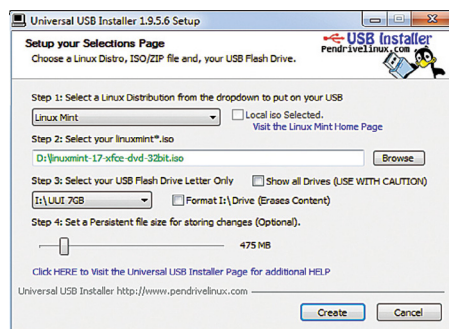 Universal USB Installer 1.9.5.6 Setup
Setup your Selections Page
Choose a Linux Distro, ISO/ZIP file and, your USB Flash Drive.
USB Installer
Pendrivelinux.com
Step 1: Select a Linux Distribution from the dropdown to put on your USB
Linux Mint
Local iso Selected.
Visit the Linux Mint Home Page
Step 2: Select your linuxmint*.iso
D:\linuxmint-17-xfce-dvd-32bit.iso
Browse
Step 3: Select your USB Flash Drive Letter Only
Show all Drives (USE WITH CAUTION)
I:\ UUI 7GB
Format I:\ Drive (Erases Content)
Step 4: Set a Persistent file size for storing changes (Optional).
475 MB
Click HERE to Visit the Universal USB Installer Page for additional HELP
Universal USB Installer http://www.pendrivelinux.com
Create
Cancel